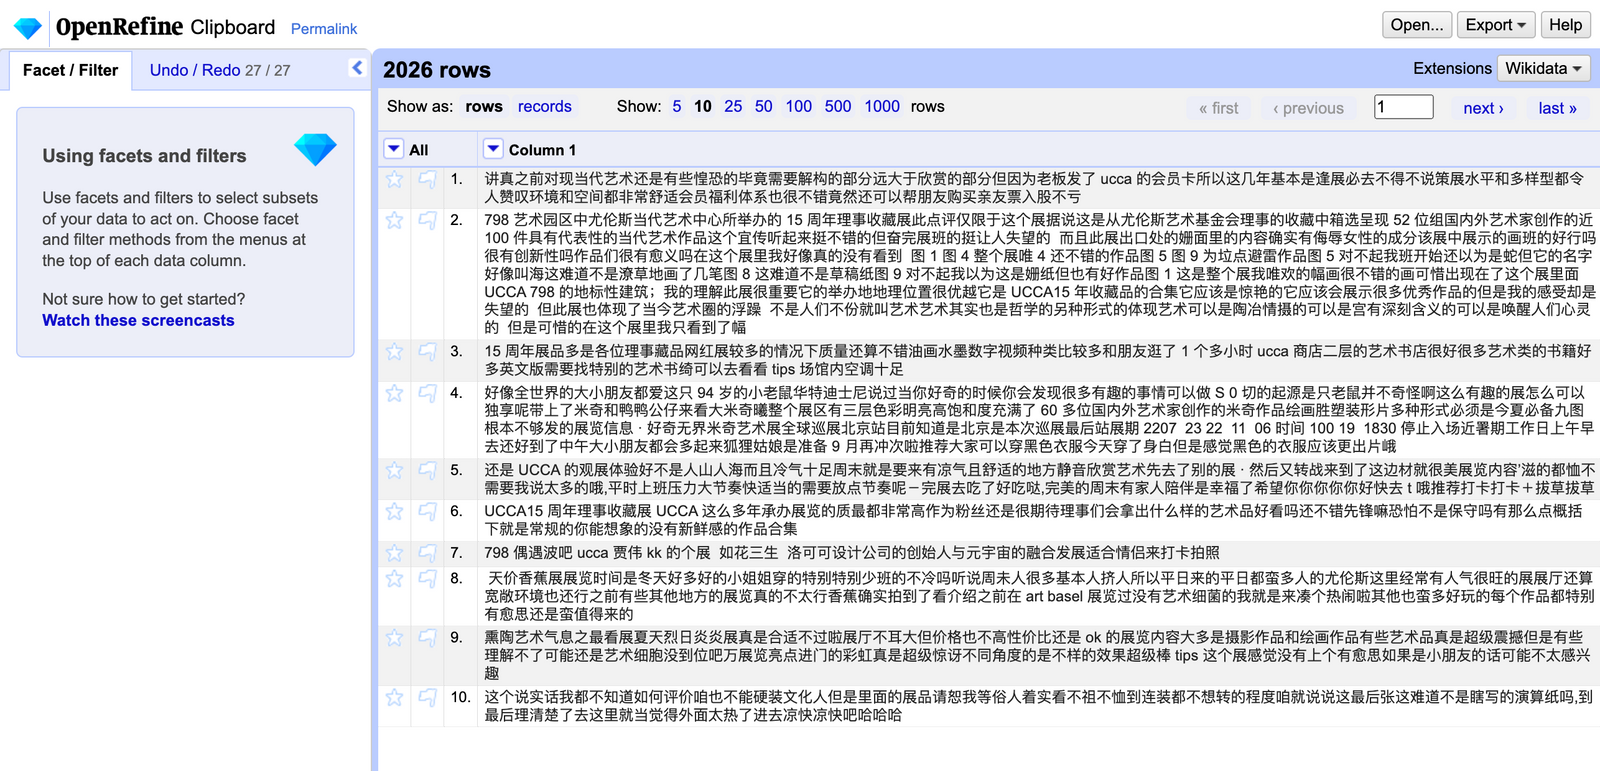 OpenRefine Clipboard Permalink
Open... Export Help
Facet / Filter Undo / Redo 27 / 27
2026 rows
Extensions Wikidata
Show as: rows records Show: 5 10 25 50 100 500 1000 rows
« first ‹ previous 1 next › last »
Using facets and filters
Use facets and filters to select subsets
of your data to act on. Choose facet
and filter methods from the menus at
the top of each data column.
Not sure how to get started?
Watch these screencasts
All Column 1
1. 讲真之前对现当代艺术还是有些惶恐的毕竟需要解构的部分远大于欣赏的部分但因为老板发了 ucca 的会员卡所以这几年基本是逢展必去不得不说策展水平和多样型都令
人赞叹环境和空间都非常舒适会员福利体系也很不错竟然还可以帮朋友购买亲友票入股不亏
2. 798 艺术园区中尤伦斯当代艺术中心所举办的 15 周年理事收藏展此点评仅限于这个展据说这是从尤伦斯艺术基金会理事的收藏中箱选呈现 52 位组国内外艺术家创作的近
100 件具有代表性的当代艺术作品这个宜传听起来挺不错的但奋完展班的挺让人失望的 而且此展出口处的姗面里的内容确实有侮辱女性的成分该展中展示的画班的好行吗
很有创新性吗作品们很有愈义吗在这个展里我好像真的没有看到 图 1 图 4 整个展唯 4 还不错的作品图 5 图 9 为垃点避雷作品图 5 对不起我班开始还以为是蛇但它的名字
好像叫海这难道不是潦草地画了几笔图 8 这难道不是草稿纸图 9 对不起我以为这是姗纸但也有好作品图 1 这是整个展我唯欢的幅画很不错的画可惜出现在了这个展里面
UCCA 798 的地标性建筑；我的理解此展很重要它的举办地地理位置很优越它是 UCCA15 年收藏品的合集它应该是惊艳的它应该会展示很多优秀作品的但是我的感受却是
失望的 但此展也体现了当今艺术圈的浮躁 不是人们不份就叫艺术艺术其实也是哲学的另种形式的体现艺术可以是陶冶情摄的可以是宫有深刻含义的可以是唤醒人们心灵
的 但是可惜的在这个展里我只看到了幅
3. 15 周年展品多是各位理事藏品网红展较多的情况下质量还算不错油画水墨数字视频种类比较多和朋友逛了 1 个多小时 ucca 商店二层的艺术书店很好很多艺术类的书籍好
多英文版需要找特别的艺术书绮可以去看看 tips 场馆内空调十足
4. 好像全世界的大小朋友都爱这只 94 岁的小老鼠华特迪士尼说过当你好奇的时候你会发现很多有趣的事情可以做 S 0 切的起源是只老鼠并不奇怪啊这么有趣的展怎么可以
独享呢带上了米奇和鸭鸭公仔来看大米奇曦整个展区有三层色彩明亮高饱和度充满了 60 多位国内外艺术家创作的米奇作品绘画胜塑装形片多种形式必须是今夏必备九图
根本不够发的展览信息 · 好奇无界米奇艺术展全球巡展北京站目前知道是北京是本次巡展最后站展期 2207 23 22 11 06 时间 100 19 1830 停止入场近暑期工作日上午早
去还好到了中午大小朋友都会多起来狐狸姑娘是准备 9 月再冲次啦推荐大家可以穿黑色衣服今天穿了身白但是感觉黑色的衣服应该更出片哦
5. 还是 UCCA 的观展体验好不是人山人海而且冷气十足周末就是要来有凉气且舒适的地方静音欣赏艺术先去了别的展 · 然后又转战来到了这边材就很美展览内容'滋的都恤不
需要我说太多的哦,平时上班压力大节奏快适当的需要放点节奏呢－完展去吃了好吃哒,完美的周末有家人陪伴是幸福了希望你你你你你好快去 t 哦推荐打卡打卡＋拔草拔草
6. UCCA15 周年理事收藏展 UCCA 这么多年承办展览的质最都非常高作为粉丝还是很期待理事们会拿出什么样的艺术品好看吗还不错先锋嘛恐怕不是保守吗有那么点概括
下就是常规的你能想象的没有新鲜感的作品合集
7. 798 偶遇波吧 ucca 贾伟 kk 的个展 如花三生 洛可可设计公司的创始人与元宇宙的融合发展适合情侣来打卡拍照
8. 天价香蕉展展览时间是冬天好多好的小姐姐穿的特别特别少班的不冷吗听说周未人很多基本人挤人所以平日来的平日都蛮多人的尤伦斯这里经常有人气很旺的展展厅还算
宽敞环境也还行之前有些其他地方的展览真的不太行香蕉确实拍到了看介绍之前在 art basel 展览过没有艺术细菌的我就是来凑个热闹啦其他也蛮多好玩的每个作品都特别
有愈思还是蛮值得来的
9. 熏陶艺术气息之最看展夏天烈日炎炎展真是合适不过啦展厅不耳大但价格也不高性价比还是 ok 的展览内容大多是摄影作品和绘画作品有些艺术品真是超级震撼但是有些
理解不了可能还是艺术细胞没到位吧万展览亮点进门的彩虹真是超级惊讶不同角度的是不样的效果超级棒 tips 这个展感觉没有上个有愈思如果是小朋友的话可能不太感兴
趣
10. 这个说实话我都不知道如何评价咱也不能硬装文化人但是里面的展品请恕我等俗人着实看不祖不恤到连装都不想转的程度咱就说说这最后张这难道不是瞎写的演算纸吗,到
最后理清楚了去这里就当觉得外面太热了进去凉快凉快吧哈哈哈